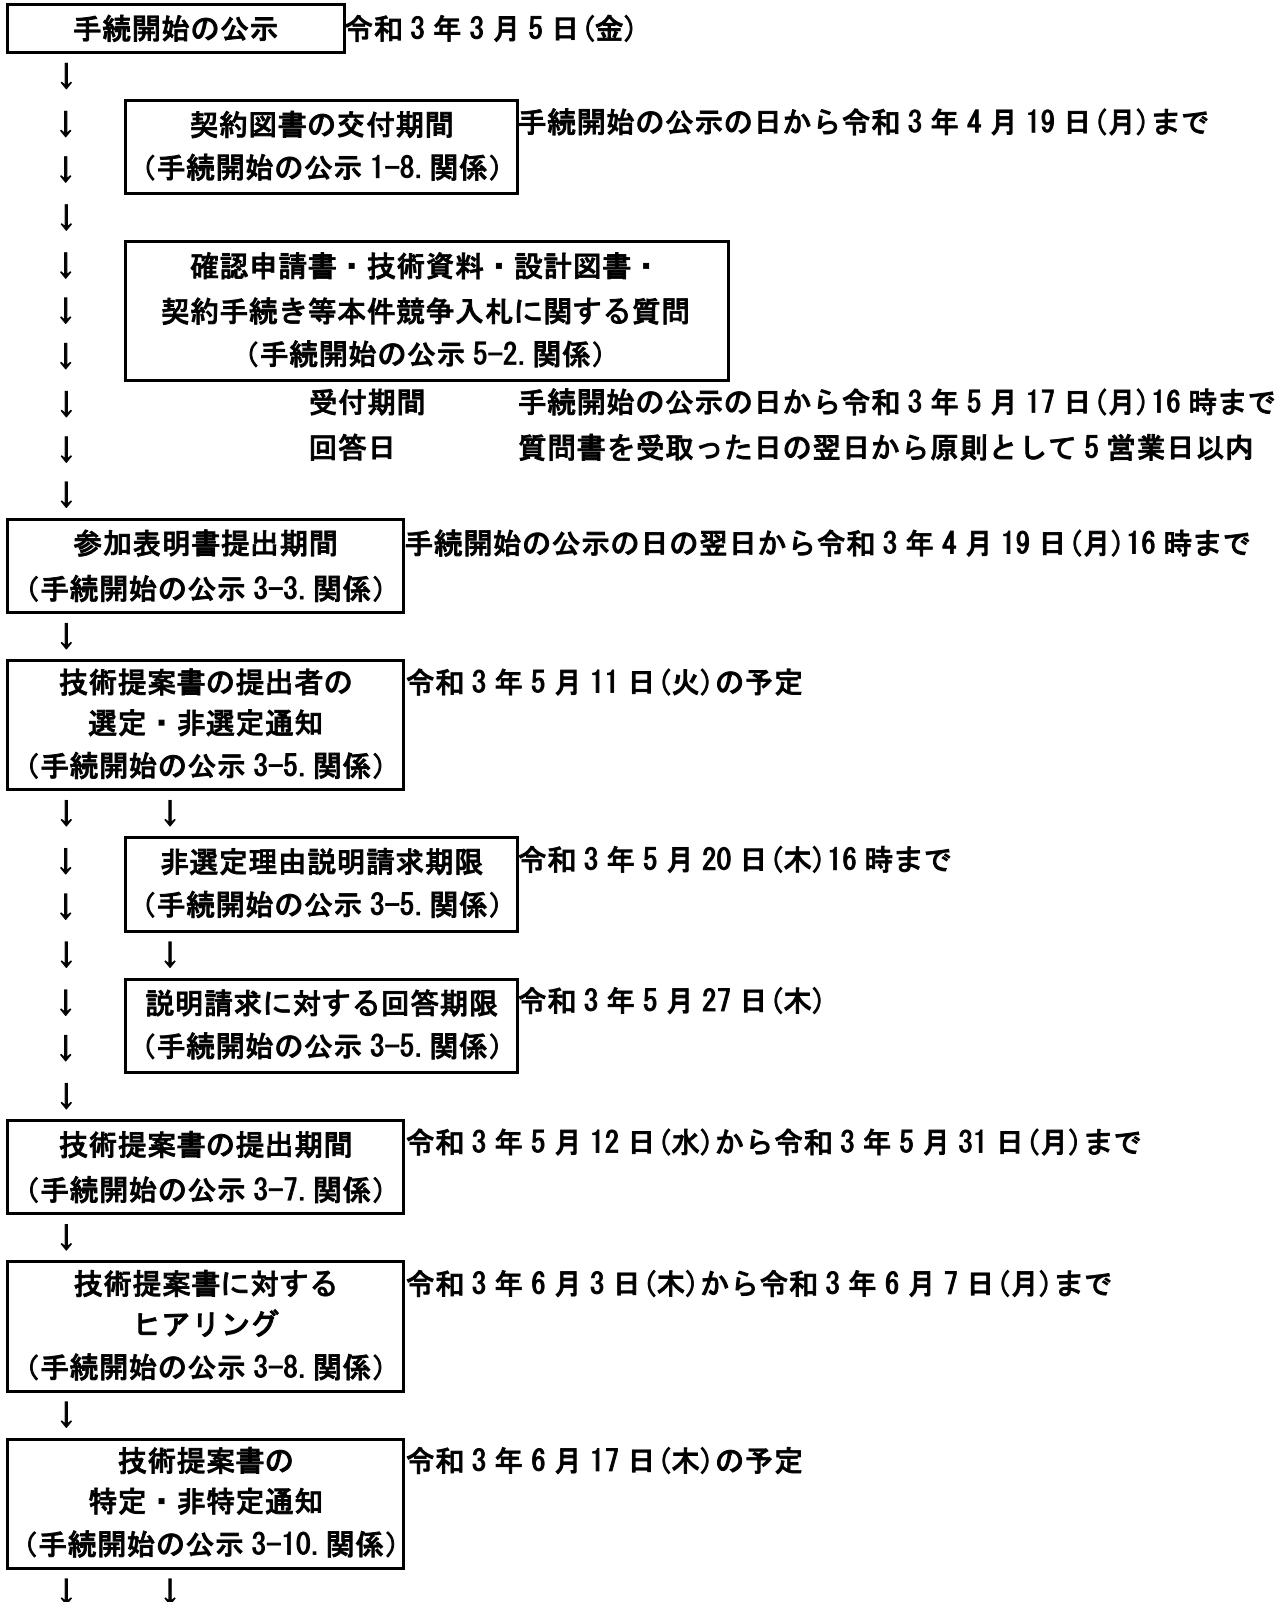 手続開始の公示 令和3年3月5日(金)
↓
↓ 契約図書の交付期間 手続開始の公示の日から令和3年4月19日(月)まで
↓ (手続開始の公示1-8.関係)
↓
↓ 確認申請書・技術資料・設計図書・
↓ 契約手続き等本件競争入札に関する質問
↓ (手続開始の公示5-2.関係)
↓ 受付期間 手続開始の公示の日から令和3年5月17日(月)16時まで
↓ 回答日 質問書を受取った日の翌日から原則として5営業日以内
↓
参加表明書提出期間 手続開始の公示の日の翌日から令和3年4月19日(月)16時まで
(手続開始の公示3-3.関係)
↓
技術提案書の提出者の 令和3年5月11日(火)の予定
選定・非選定通知
(手続開始の公示3-5.関係)
↓ ↓
↓ 非選定理由説明請求期限 令和3年5月20日(木)16時まで
↓ (手続開始の公示3-5.関係)
↓ ↓
↓ 説明請求に対する回答期限 令和3年5月27日(木)
↓ (手続開始の公示3-5.関係)
↓
技術提案書の提出期間 令和3年5月12日(水)から令和3年5月31日(月)まで
(手続開始の公示3-7.関係)
↓
技術提案書に対する 令和3年6月3日(木)から令和3年6月7日(月)まで
ヒアリング
(手続開始の公示3-8.関係)
↓
技術提案書の 令和3年6月17日(木)の予定
特定・非特定通知
(手続開始の公示3-10.関係)
↓ ↓